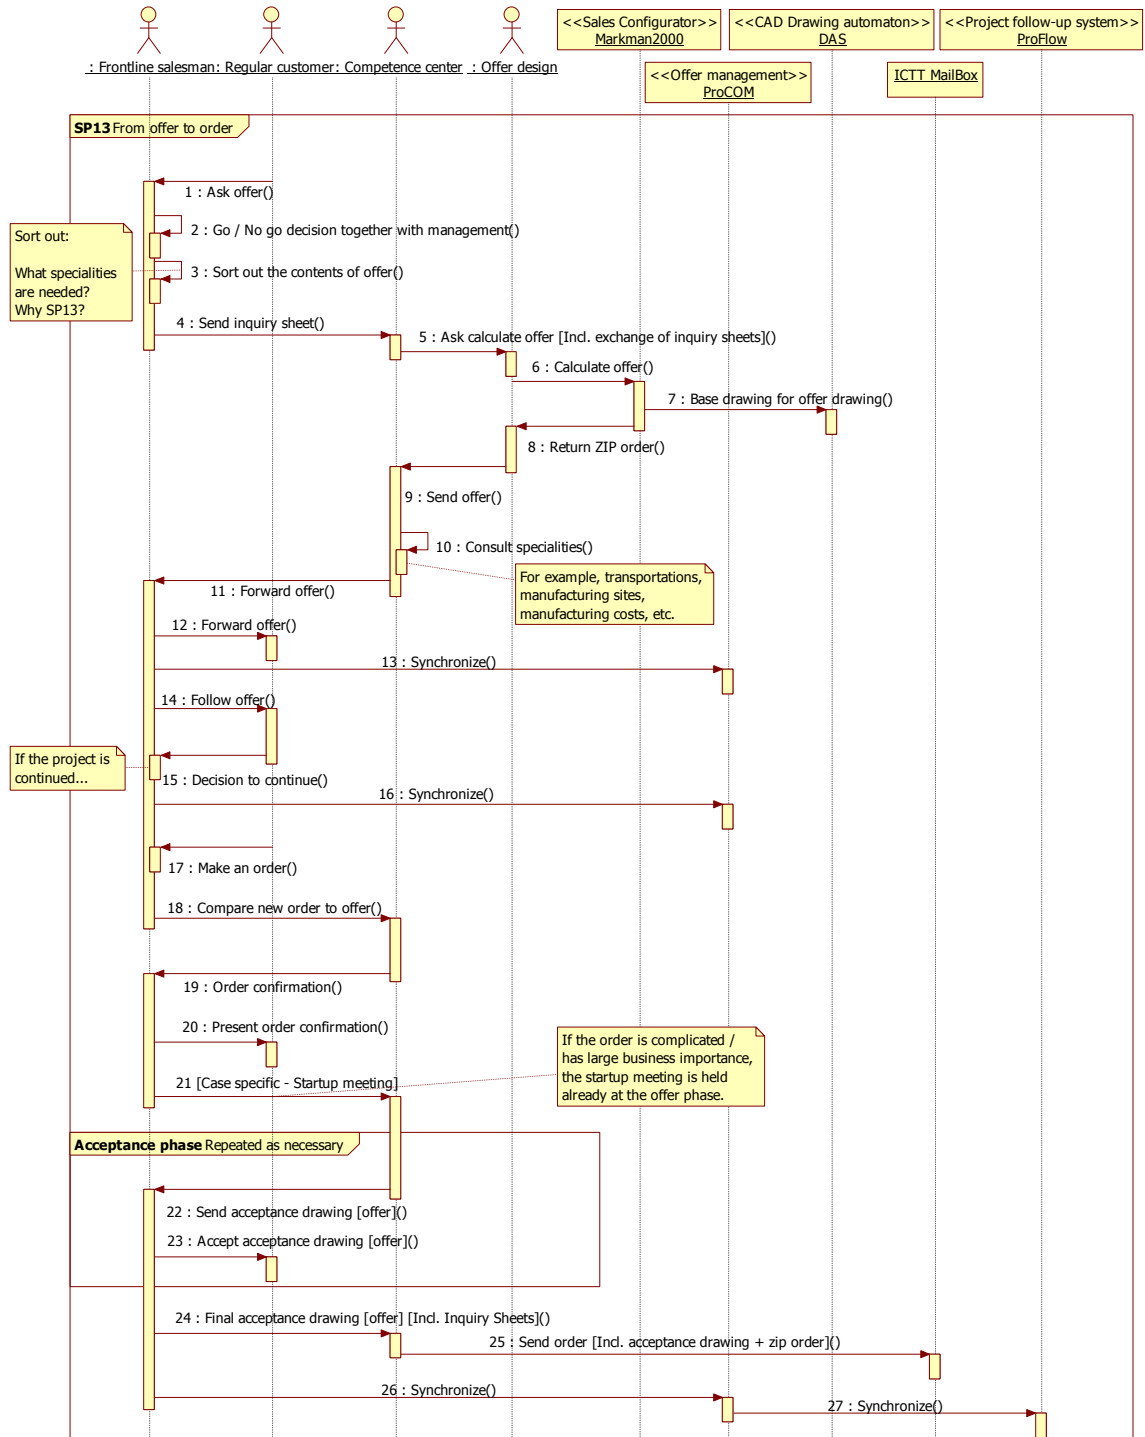 <<Sales Configurator>>
Markman2000
<<CAD Drawing automaton>>
DAS
<<Project follow-up system>>
ProFlow
: Frontline salesman
: Regular customer
: Competence center
: Offer design
<<Offer management>>
ProCOM
ICTT MailBox
SP13 From offer to order
1 : Ask offer()
2 : Go / No go decision together with management()
Sort out:
What specialities
are needed?
Why SP13?
3 : Sort out the contents of offer()
4 : Send inquiry sheet()
5 : Ask calculate offer [Incl. exchange of inquiry sheets]()
6 : Calculate offer()
7 : Base drawing for offer drawing()
8 : Return ZIP order()
9 : Send offer()
10 : Consult specialities()
For example, transportations,
manufacturing sites,
manufacturing costs, etc.
11 : Forward offer()
12 : Forward offer()
13 : Synchronize()
14 : Follow offer()
If the project is
continued...
15 : Decision to continue()
16 : Synchronize()
17 : Make an order()
18 : Compare new order to offer()
19 : Order confirmation()
20 : Present order confirmation()
If the order is complicated /
has large business importance,
the startup meeting is held
already at the offer phase.
21 [Case specific - Startup meeting]
Acceptance phase Repeated as necessary
22 : Send acceptance drawing [offer]()
23 : Accept acceptance drawing [offer]()
24 : Final acceptance drawing [offer] [Incl. Inquiry Sheets]()
25 : Send order [Incl. acceptance drawing + zip order]()
26 : Synchronize()
27 : Synchronize()